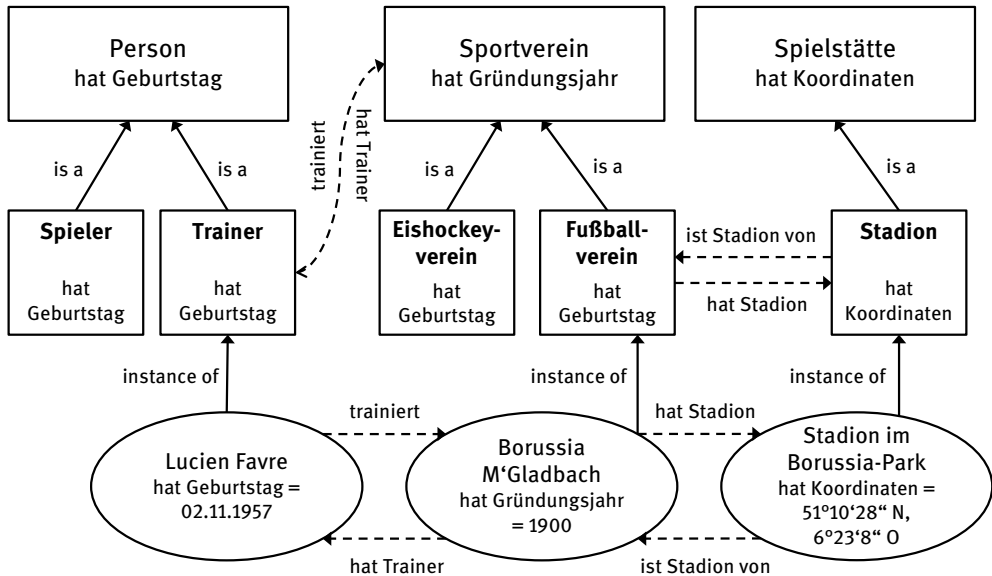 Person
hat Geburtstag
Sportverein
hat Gründungsjahr
Spielstätte
hat Koordinaten
trainiert
hat Trainer
is a
is a
is a
is a
is a
Spieler
hat
Geburtstag
Trainer
hat
Geburtstag
Eishockey-
verein
hat
Geburtstag
Fußball-
verein
hat
Geburtstag
ist Stadion von
hat Stadion
Stadion
hat
Koordinaten
instance of
instance of
instance of
trainiert
hat Stadion
Lucien Favre
hat Geburtstag =
02.11.1957
Borussia
M‘Gladbach
hat Gründungsjahr
= 1900
Stadion im
Borussia-Park
hat Koordinaten =
51°10‘28“ N,
6°23‘8“ O
hat Trainer
ist Stadion von